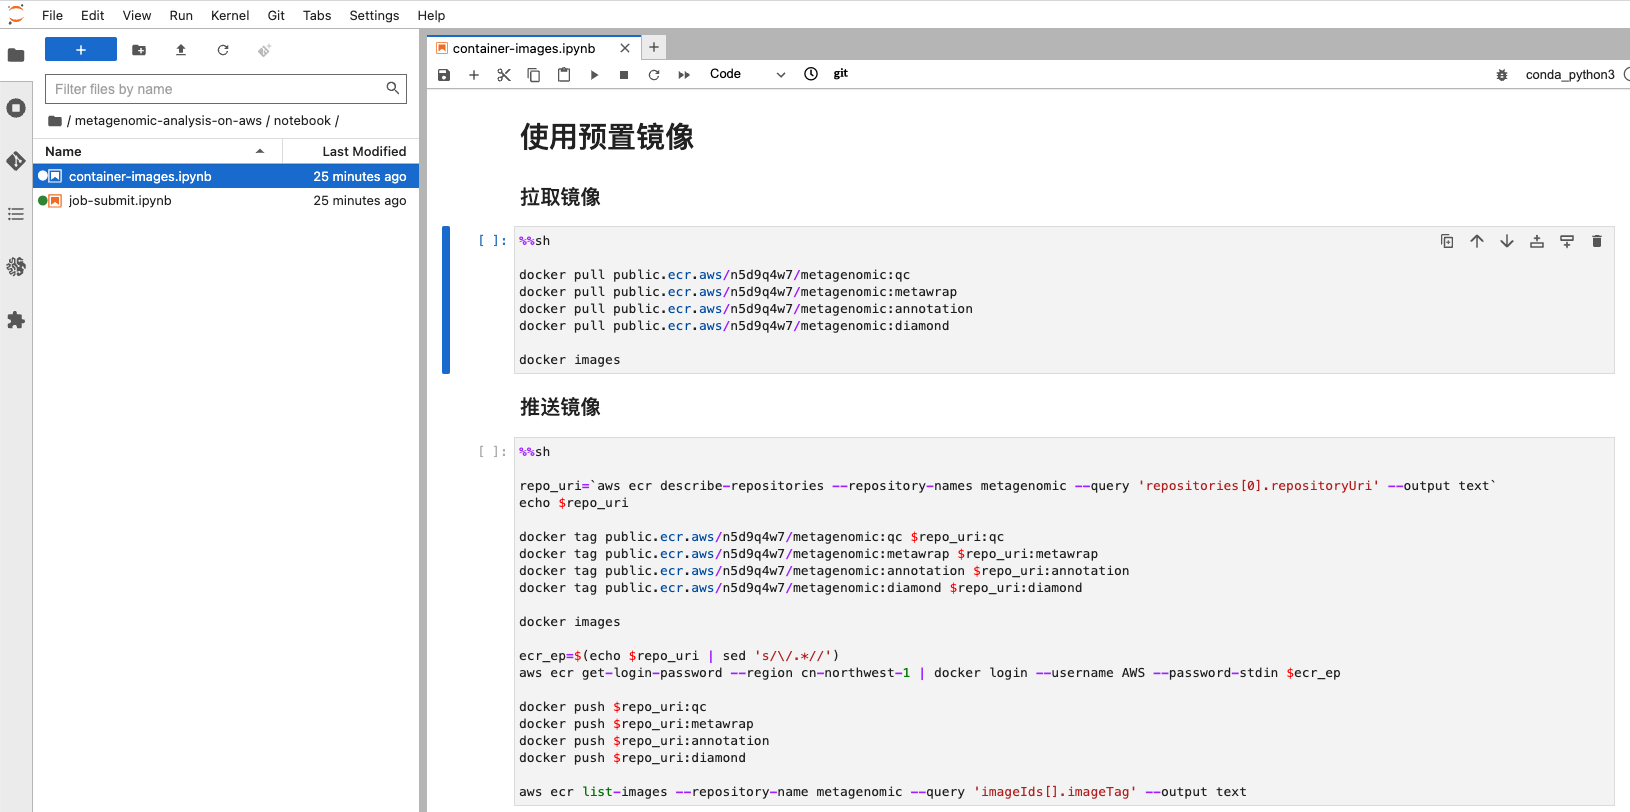 File Edit View Run Kernel Git Tabs Settings Help
+
Filter files by name
/ metagenomic-analysis-on-aws / notebook /
Name Last Modified
container-images.ipynb 25 minutes ago
job-submit.ipynb 25 minutes ago
container-images.ipynb
Code git conda_python3
使用预置镜像
拉取镜像
[ ]: %%sh
docker pull public.ecr.aws/n5d9q4w7/metagenomic:qc
docker pull public.ecr.aws/n5d9q4w7/metagenomic:metawrap
docker pull public.ecr.aws/n5d9q4w7/metagenomic:annotation
docker pull public.ecr.aws/n5d9q4w7/metagenomic:diamond
docker images
推送镜像
[ ]: %%sh
repo_uri=`aws ecr describe-repositories --repository-names metagenomic --query 'repositories[0].repositoryUri' --output text`
echo $repo_uri
docker tag public.ecr.aws/n5d9q4w7/metagenomic:qc $repo_uri:qc
docker tag public.ecr.aws/n5d9q4w7/metagenomic:metawrap $repo_uri:metawrap
docker tag public.ecr.aws/n5d9q4w7/metagenomic:annotation $repo_uri:annotation
docker tag public.ecr.aws/n5d9q4w7/metagenomic:diamond $repo_uri:diamond
docker images
ecr_ep=$(echo $repo_uri | sed 's/\/.*//')
aws ecr get-login-password --region cn-northwest-1 | docker login --username AWS --password-stdin $ecr_ep
docker push $repo_uri:qc
docker push $repo_uri:metawrap
docker push $repo_uri:annotation
docker push $repo_uri:diamond
aws ecr list-images --repository-name metagenomic --query 'imageIds[].imageTag' --output text